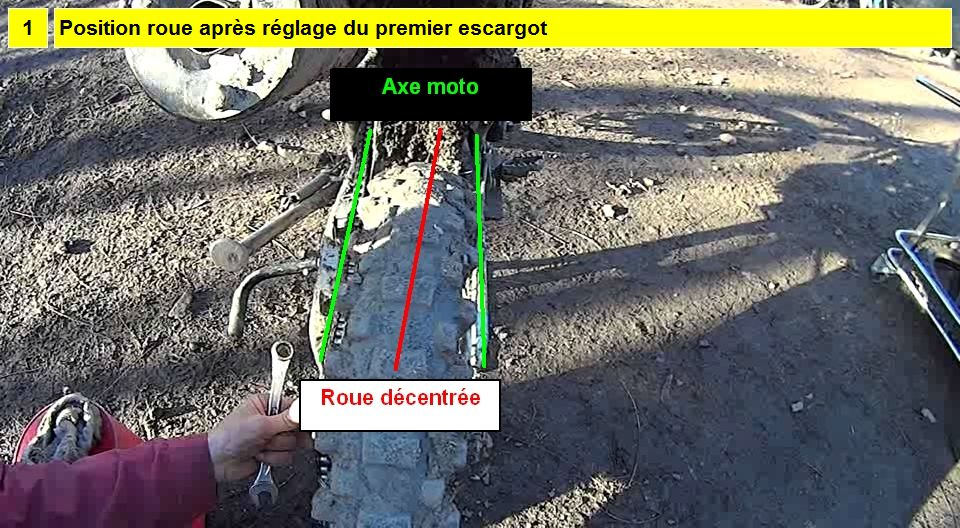 1 Position roue après réglage du premier escargot
Axe moto
Roue décentrée